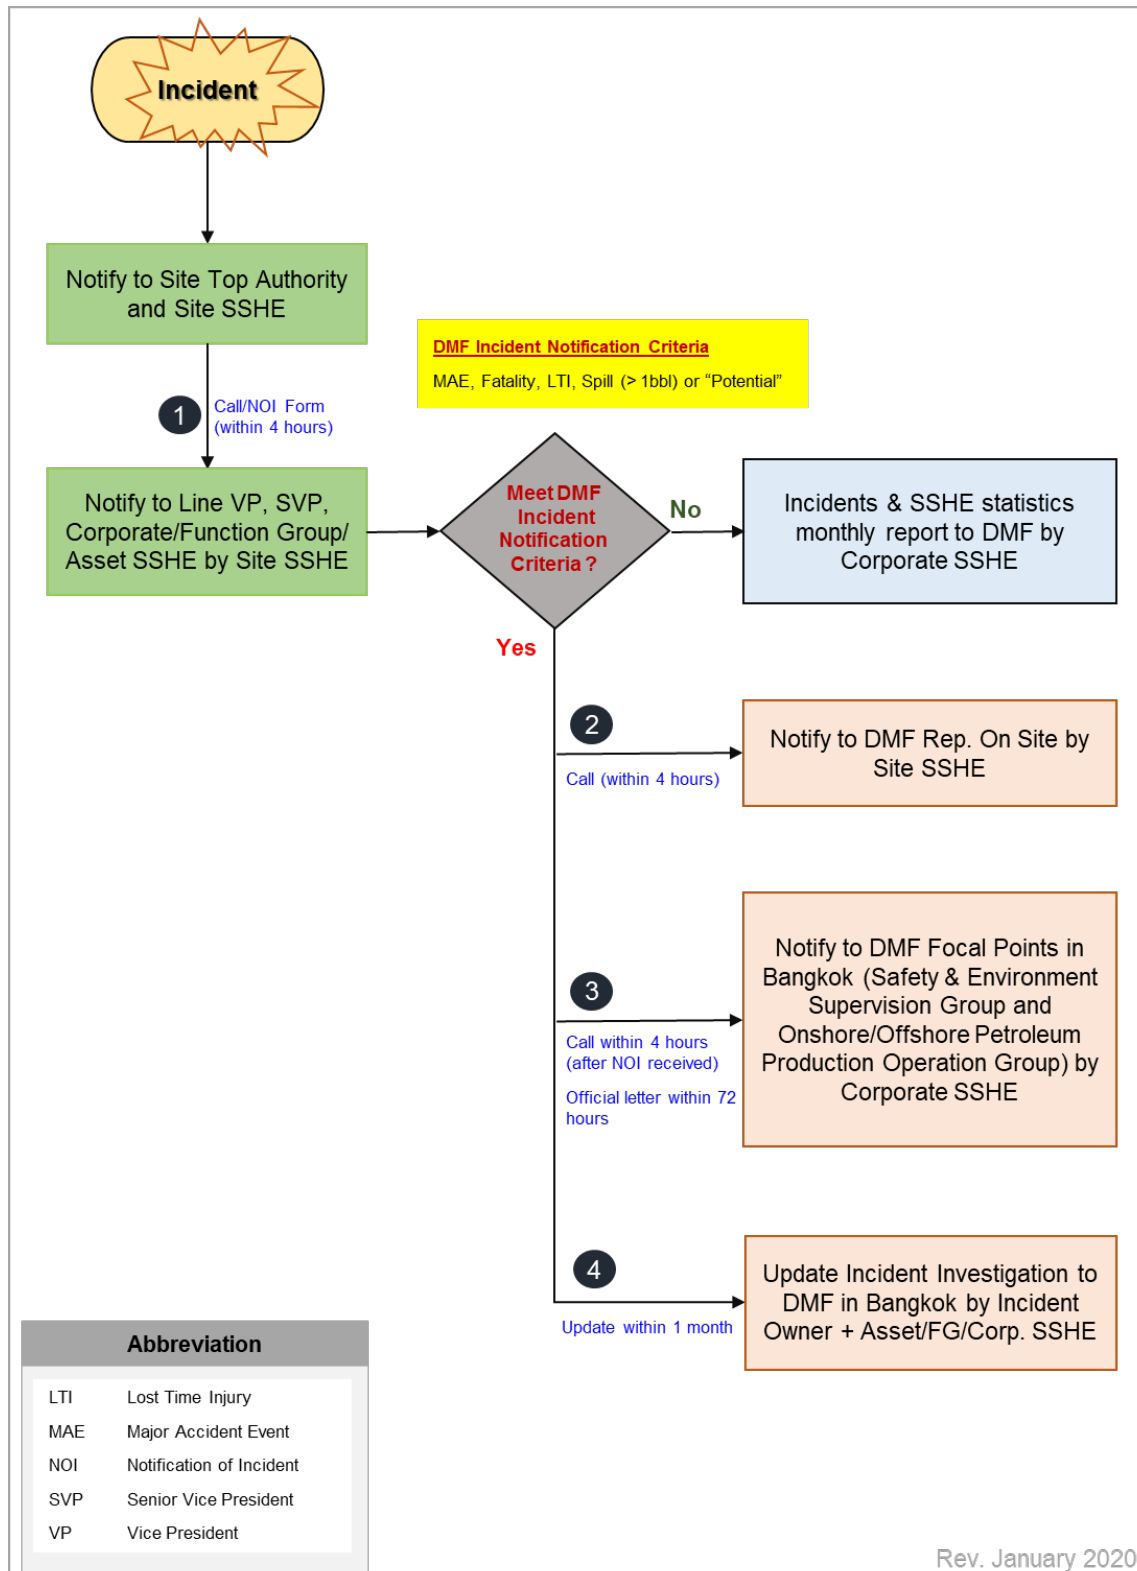 Incident
Notify to Site Top Authority
and Site SSHE
DMF Incident Notification Criteria
MAE, Fatality, LTI, Spill (> 1bbl) or “Potential”
1
Call/NOI Form
(within 4 hours)
Notify to Line VP, SVP,
Corporate/Function Group/
Asset SSHE by Site SSHE
Meet DMF
Incident
Notification
Criteria ?
No
Incidents & SSHE statistics
monthly report to DMF by
Corporate SSHE
Yes
2
Call (within 4 hours)
Notify to DMF Rep. On Site by
Site SSHE
3
Call within 4 hours
(after NOI received)
Official letter within 72
hours
Notify to DMF Focal Points in
Bangkok (Safety & Environment
Supervision Group and
Onshore/Offshore Petroleum
Production Operation Group) by
Corporate SSHE
4
Update within 1 month
Update Incident Investigation to
DMF in Bangkok by Incident
Owner + Asset/FG/Corp. SSHE
Abbreviation
LTI Lost Time Injury
MAE Major Accident Event
NOI Notification of Incident
SVP Senior Vice President
VP Vice President
Rev. January 2020